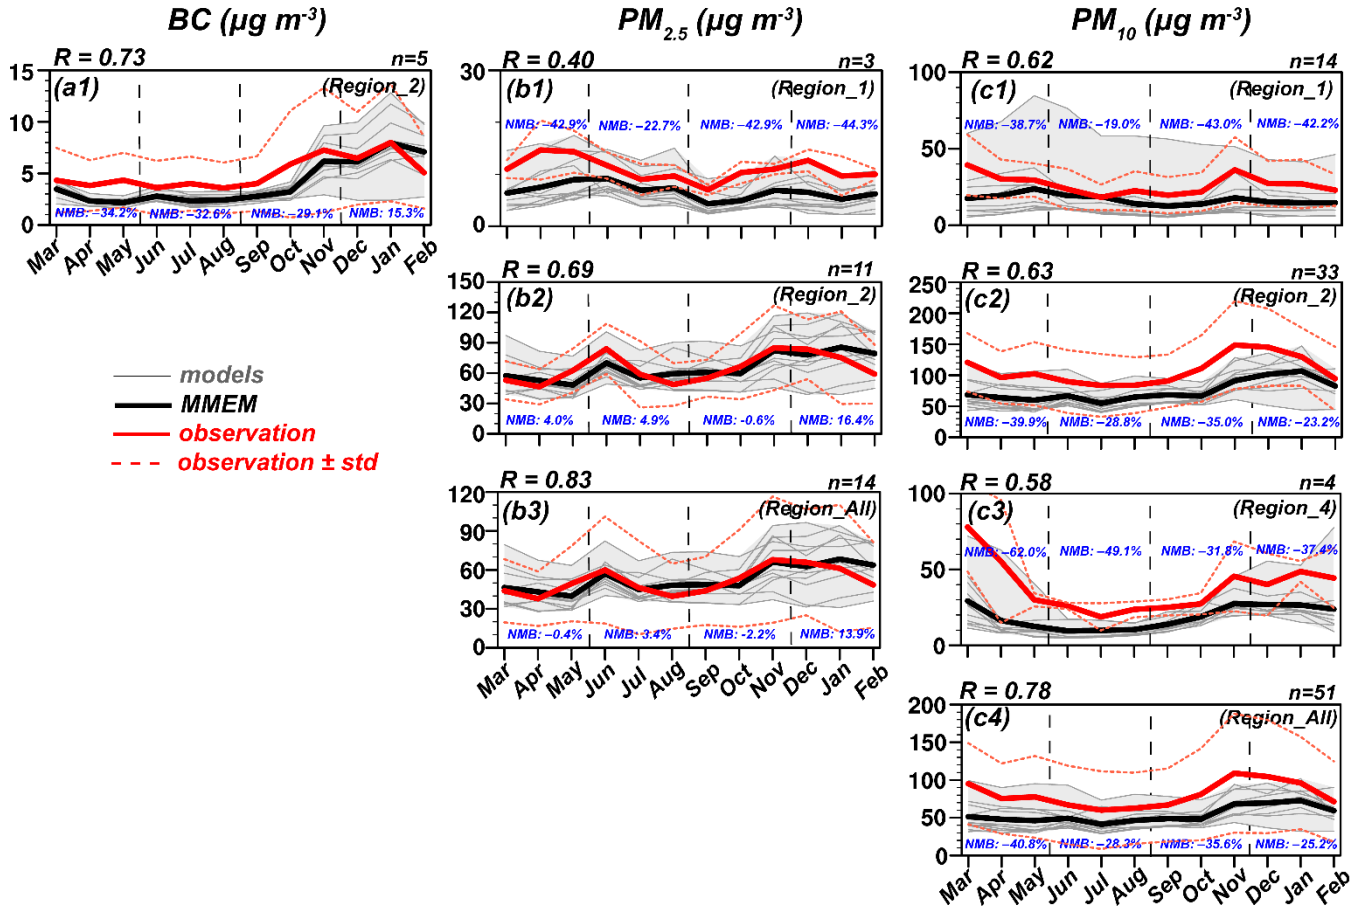 BC (µg m-3)
PM2.5 (µg m-3)
PM10 (µg m-3)
R = 0.73
n=5
(a1)
(Region_2)
15
10
5
0
NMB: −34.2%
NMB: −32.6%
NMB: −29.1%
NMB: 15.3%
Mar
Apr
May
Jun
Jul
Aug
Sep
Oct
Nov
Dec
Jan
Feb
R = 0.40
n=3
(b1)
(Region_1)
30
15
0
NMB: −42.9%
NMB: −22.7%
NMB: −42.9%
NMB: −44.3%
R = 0.62
n=14
(c1)
(Region_1)
100
50
0
NMB: −38.7%
NMB: −19.0%
NMB: −43.0%
NMB: −42.2%
R = 0.69
n=11
(b2)
(Region_2)
150
120
90
60
30
0
NMB: 4.0%
NMB: 4.9%
NMB: -0.6%
NMB: 16.4%
R = 0.63
n=33
(c2)
(Region_2)
250
200
150
100
50
0
NMB: −39.9%
NMB: −28.8%
NMB: −35.0%
NMB: −23.2%
models
MMEM
observation
observation ± std
R = 0.83
n=14
(b3)
(Region_All)
120
90
60
30
0
NMB: −0.4%
NMB: 3.4%
NMB: -2.2%
NMB: 13.9%
Mar
Apr
May
Jun
Jul
Aug
Sep
Oct
Nov
Dec
Jan
Feb
R = 0.58
n=4
(c3)
(Region_4)
100
50
0
NMB: −62.0%
NMB: −49.1%
NMB: −31.8%
NMB: −37.4%
R = 0.78
n=51
(c4)
(Region_All)
200
150
100
50
0
NMB: −40.8%
NMB: −28.3%
NMB: −35.6%
NMB: −25.2%
Mar
Apr
May
Jun
Jul
Aug
Sep
Oct
Nov
Dec
Jan
Feb